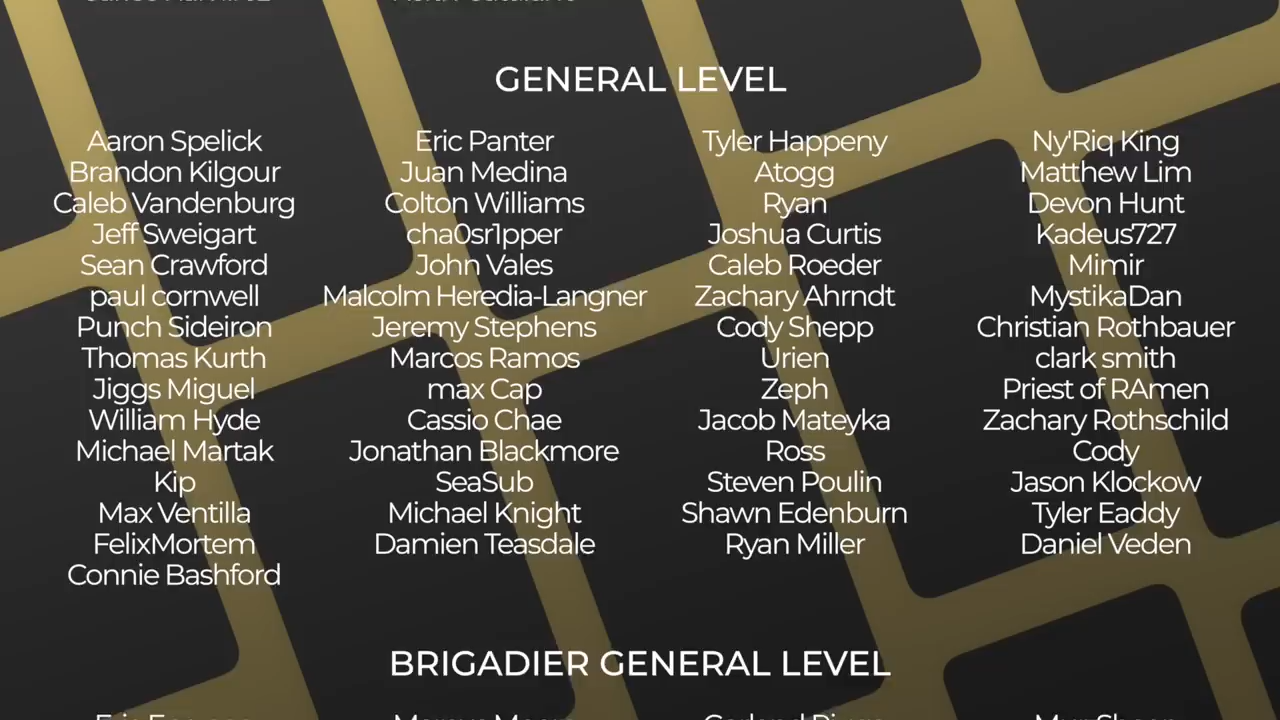 GENERAL LEVEL
Aaron Spelick
Brandon Kilgour
Caleb Vandenburg
Jeff Sweigart
Sean Crawford
paul cornwell
Punch Sideiron
Thomas Kurth
Jiggs Miguel
William Hyde
Michael Martak
Kip
Max Ventilla
FelixMortem
Connie Bashford
Eric Panter
Juan Medina
Colton Williams
cha0sr1pper
John Vales
Malcolm Heredia-Langner
Jeremy Stephens
Marcos Ramos
max Cap
Cassio Chae
Jonathan Blackmore
SeaSub
Michael Knight
Damien Teasdale
Tyler Happeny
Atogg
Ryan
Joshua Curtis
Caleb Roeder
Zachary Ahrndt
Cody Shepp
Urien
Zeph
Jacob Mateyka
Ross
Steven Poulin
Shawn Edenburn
Ryan Miller
Ny'Riq King
Matthew Lim
Devon Hunt
Kadeus727
Mimir
MystikaDan
Christian Rothbauer
clark smith
Priest of RAmen
Zachary Rothschild
Cody
Jason Klockow
Tyler Eaddy
Daniel Veden
BRIGADIER GENERAL LEVEL